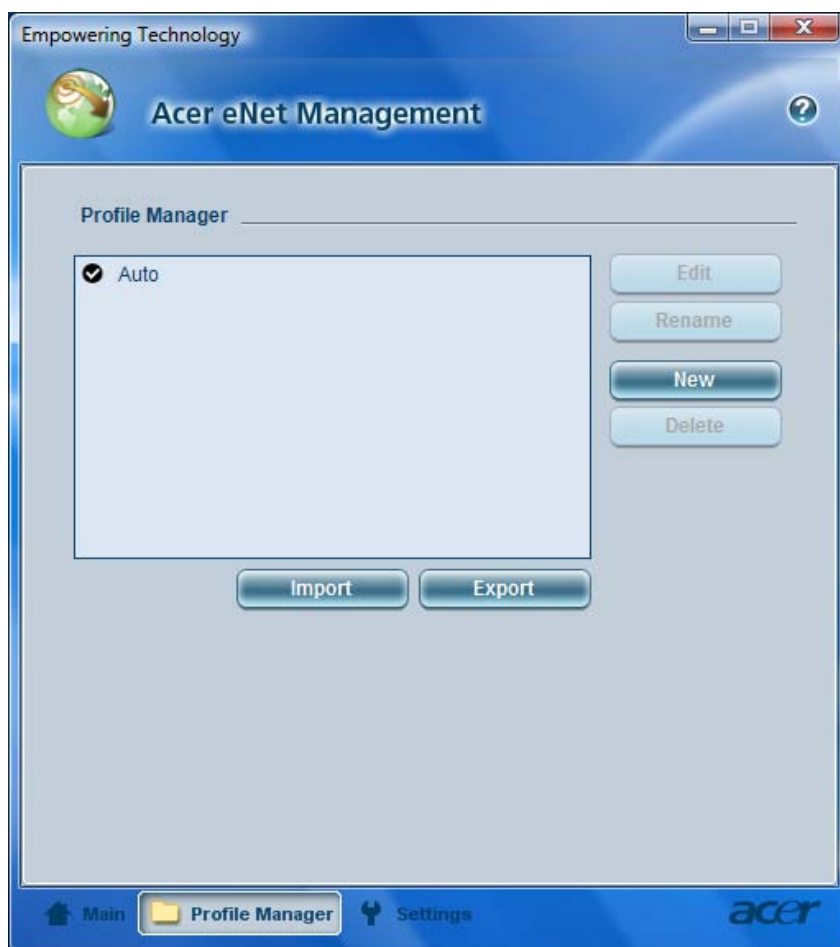 Empowering Technology
Acer eNet Management
?
Profile Manager
Auto
Edit
Rename
New
Delete
Import
Export
Main
Profile Manager
Settings
acer